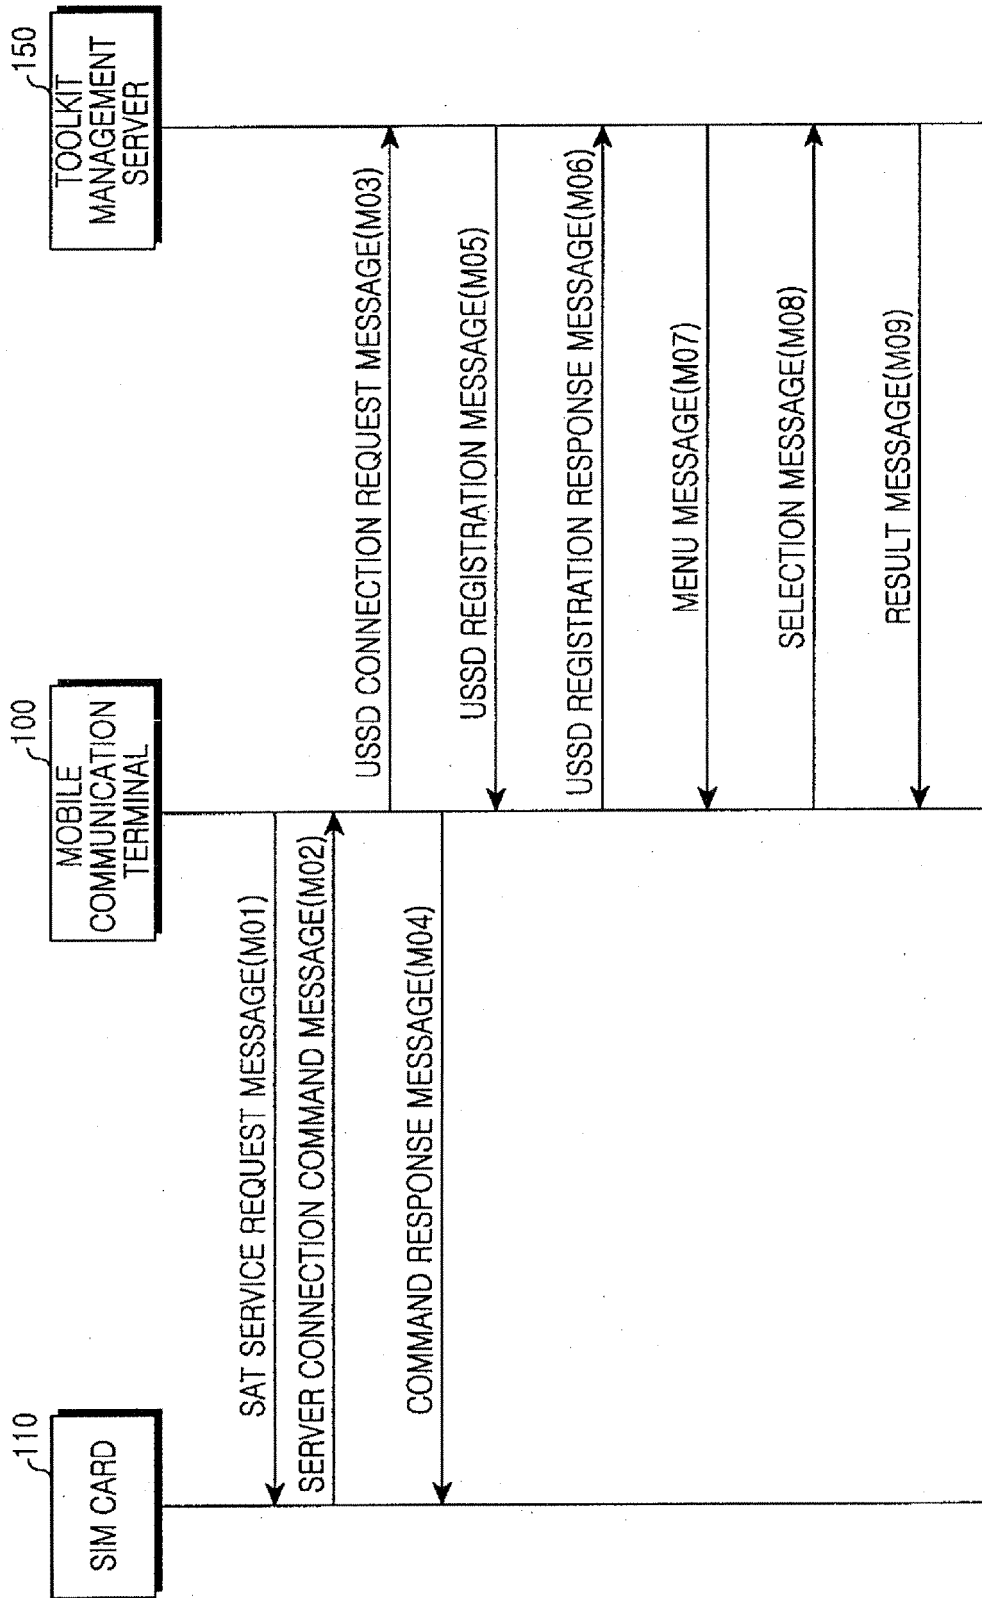 110
SIM CARD
100
MOBILE
COMMUNICATION
TERMINAL
150
TOOLKIT
MANAGEMENT
SERVER
SAT SERVICE REQUEST MESSAGE(M01)
SERVER CONNECTION COMMAND MESSAGE(M02)
USSD CONNECTION REQUEST MESSAGE(M03)
COMMAND RESPONSE MESSAGE(M04)
USSD REGISTRATION MESSAGE(M05)
USSD REGISTRATION RESPONSE MESSAGE(M06)
MENU MESSAGE(M07)
SELECTION MESSAGE(M08)
RESULT MESSAGE(M09)